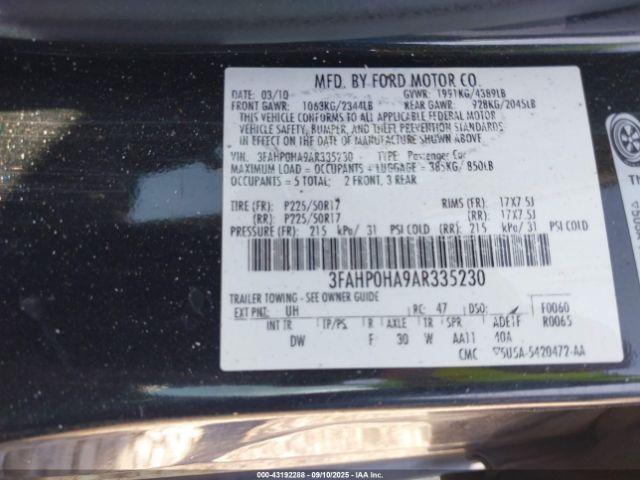 MFD. BY FORD MOTOR CO.
DATE: 03/10 GVWR: 1991KG/4389LB
FRONT GAWR: 1063KG/2344LB REAR GAWR: 928KG/2045LB
THIS VEHICLE CONFORMS TO ALL APPLICABLE FEDERAL MOTOR
VEHICLE SAFETY, BUMPER, AND THEFT PREVENTION STANDARDS
IN EFFECT ON THE DATE OF MANUFACTURE SHOWN ABOVE
VIN: 3FAHP0HA9AR335230 TYPE: Passenger Car
MAXIMUM LOAD = OCCUPANTS + LUGGAGE = 385KG/850LB
OCCUPANTS = 5 TOTAL; 2 FRONT, 3 REAR
TIRE (FR): P225/50R17 RIMS (FR): 17X7.5J
(RR): P225/50R17 (RR): 17X7.5J
PRESSURE (FR): 215 kPa/ 31 PSI COLD (RR): 215 kPa/ 31 PSI COLD
3FAHP0HA9AR335230
TRAILER TOWING - SEE OWNER GUIDE
EXT PNT: UH RC: 47 DSO: F0060
R0065
INT TR TP/PS R AXLE TR SPR ADETF
DW F 30 W AA11 40A
CMC 5U5A-5420472-AA
000-43192288 - 09/10/2025 - IAA Inc.